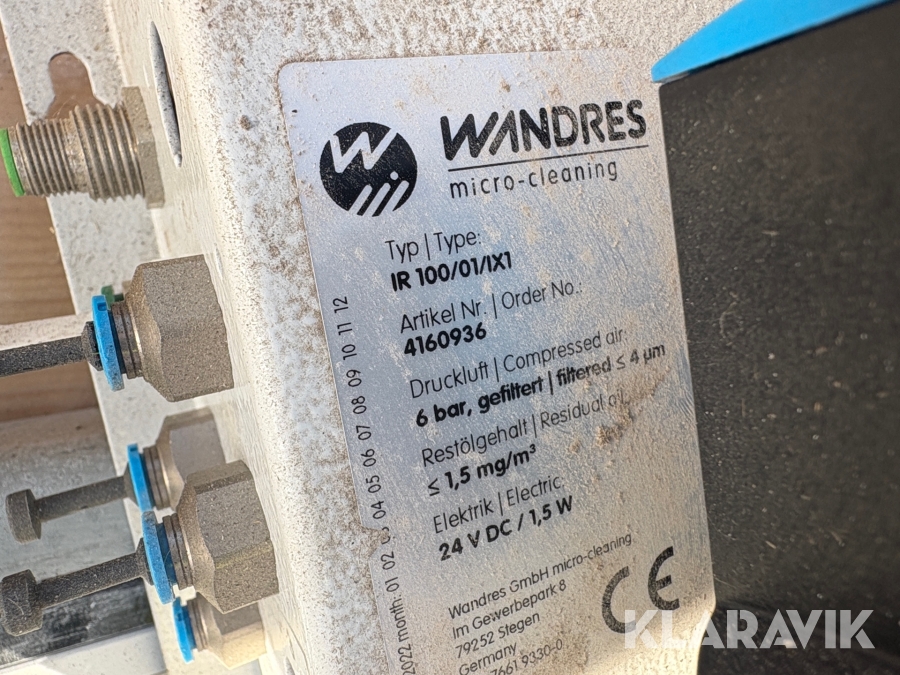 WANDRES
micro-cleaning
Typ | Type:
IR 100/01/IX1
Artikel Nr. | Order No.:
4160936
Druckluft | Compressed air:
6 bar, gefiltert | filtered ≤ 4 µm
Restölgehalt | Residual oil:
≤ 1,5 mg/m³
Elektrik | Electric:
24 V DC / 1,5 W
Wandres GmbH micro-cleaning
Im Gewerbepark 8
79252 Stegen
Germany
7661 9330-0
CE
2022 month: 01 02 03 04 05 06 07 08 09 10 11 12
KLARAVIK